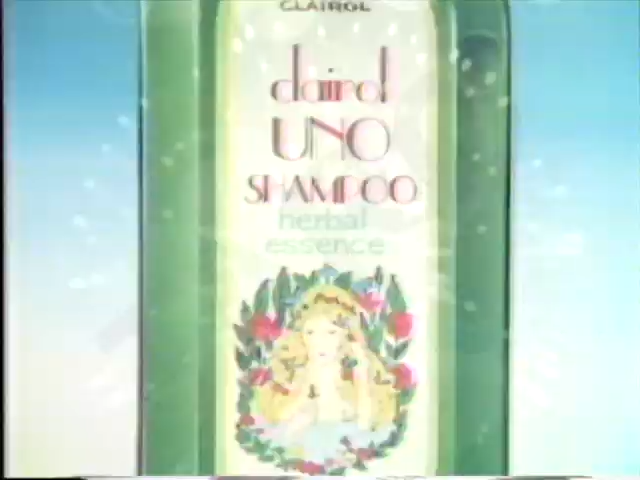 CLAIROL
clairol
UNO
SHAMPOO
herbal
essence